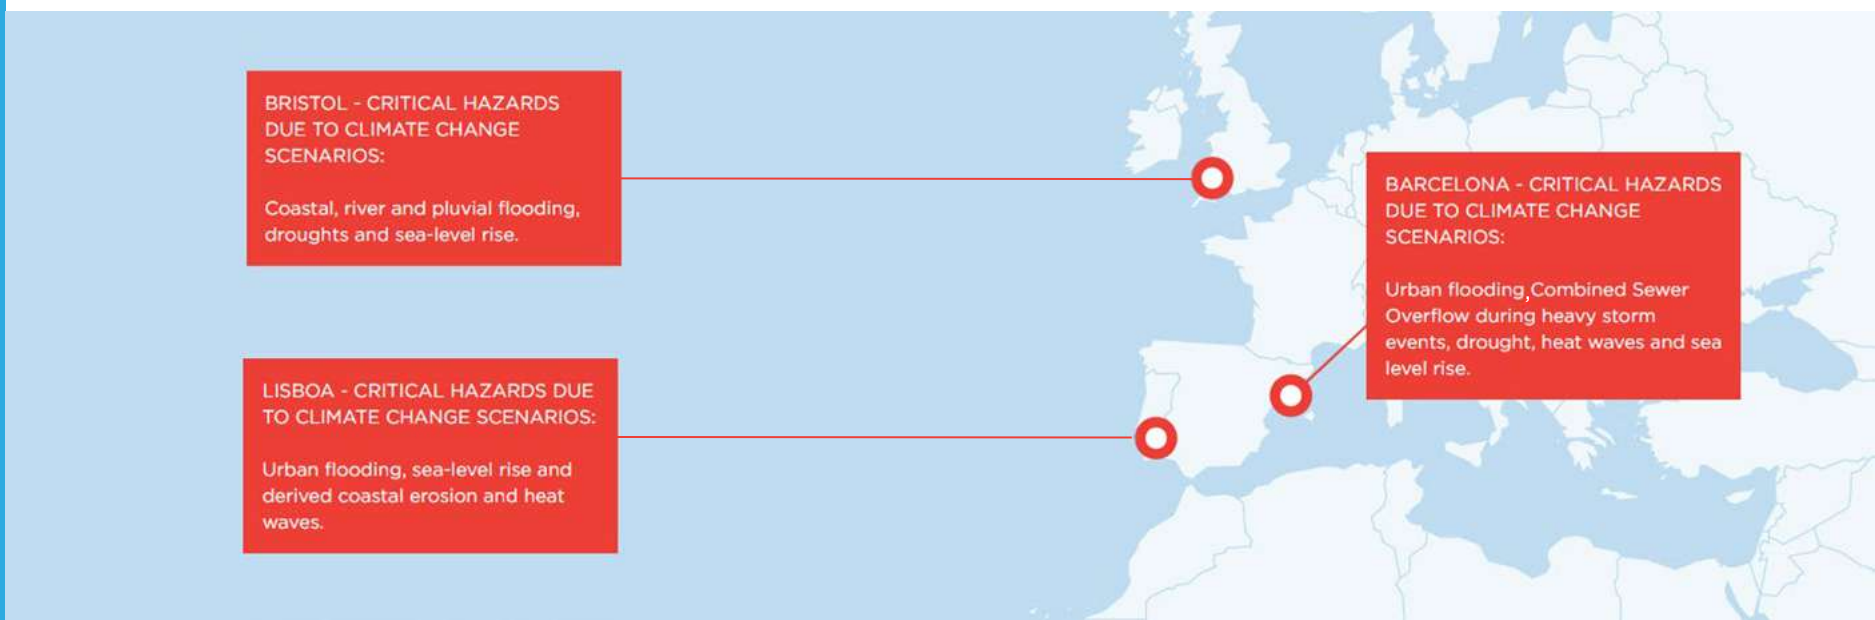 BRISTOL - CRITICAL HAZARDS
DUE TO CLIMATE CHANGE
SCENARIOS:
Coastal, river and pluvial flooding,
droughts and sea-level rise.
BARCELONA - CRITICAL HAZARDS
DUE TO CLIMATE CHANGE
SCENARIOS:
Urban flooding,Combined Sewer
Overflow during heavy storm
events, drought, heat waves and sea
level rise.
LISBOA - CRITICAL HAZARDS DUE
TO CLIMATE CHANGE SCENARIOS:
Urban flooding, sea-level rise and
derived coastal erosion and heat
waves.